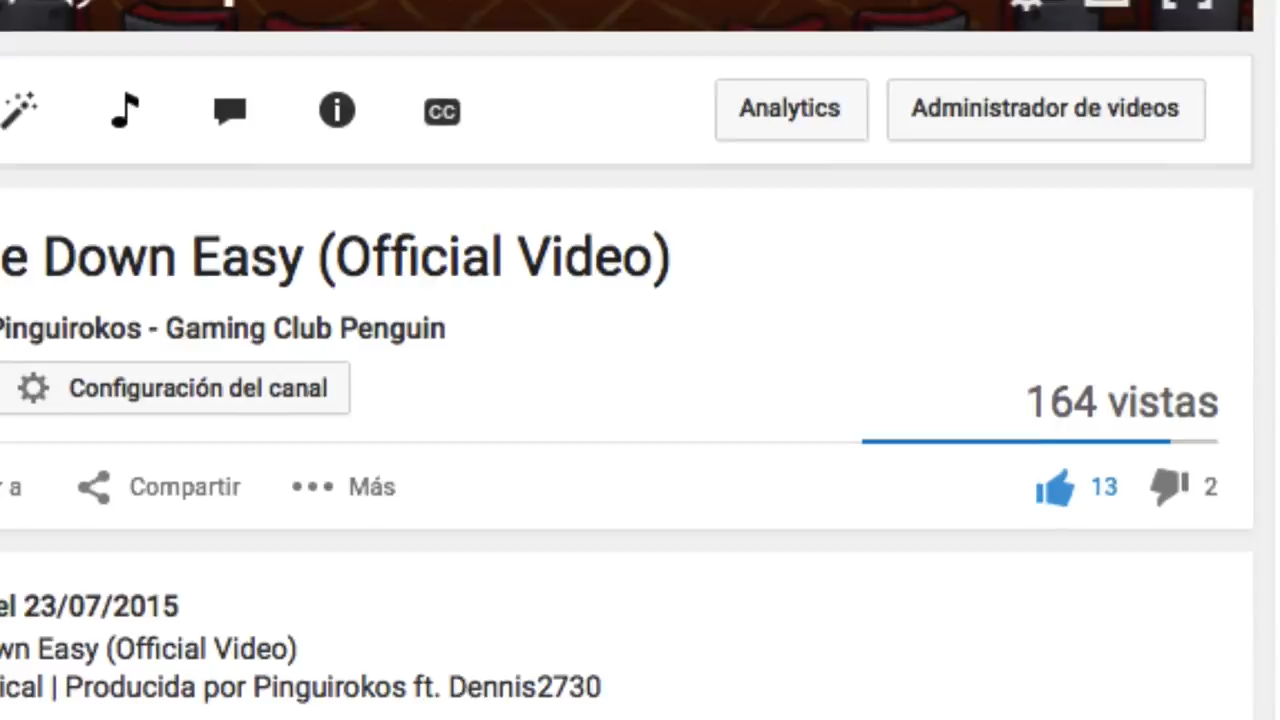 CC
Analytics
Administrador de videos
e Down Easy (Official Video)
Pinguirokos - Gaming Club Penguin
Configuración del canal
164 vistas
r a
Compartir
Más
13
2
el 23/07/2015
wn Easy (Official Video)
ical | Producida por Pinguirokos ft. Dennis2730